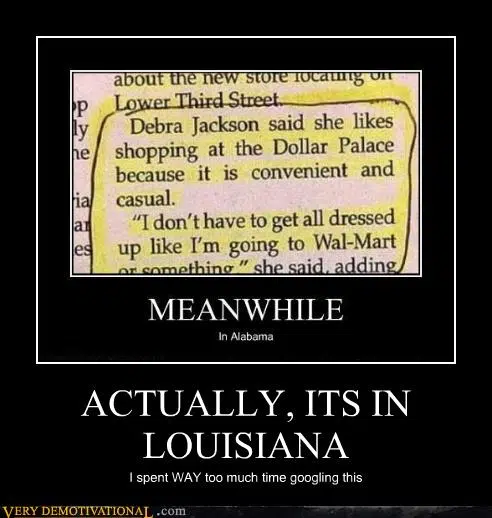 about the new store locating on
Lower Third Street.
op
ly
he
ria
ar
es
Debra Jackson said she likes
shopping at the Dollar Palace
because it is convenient and
casual.
"I don't have to get all dressed
up like I'm going to Wal-Mart
or something," she said, adding
MEANWHILE
In Alabama
ACTUALLY, ITS IN
LOUISIANA
I spent WAY too much time googling this
VERY DEMOTIVATIONAL.com